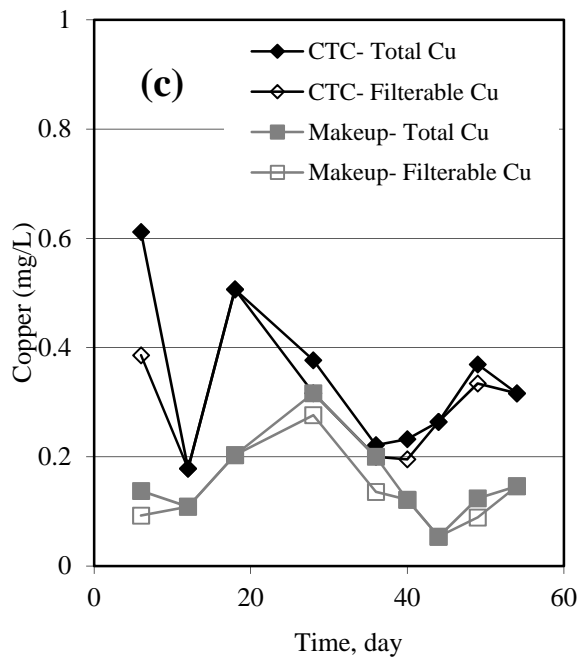 1
CTC- Total Cu
(c)
CTC- Filterable Cu
0.8
Makeup- Total Cu
Makeup- Filterable Cu
0.6
Copper (mg/L)
0.4
0.2
0
0
20
40
60
Time, day